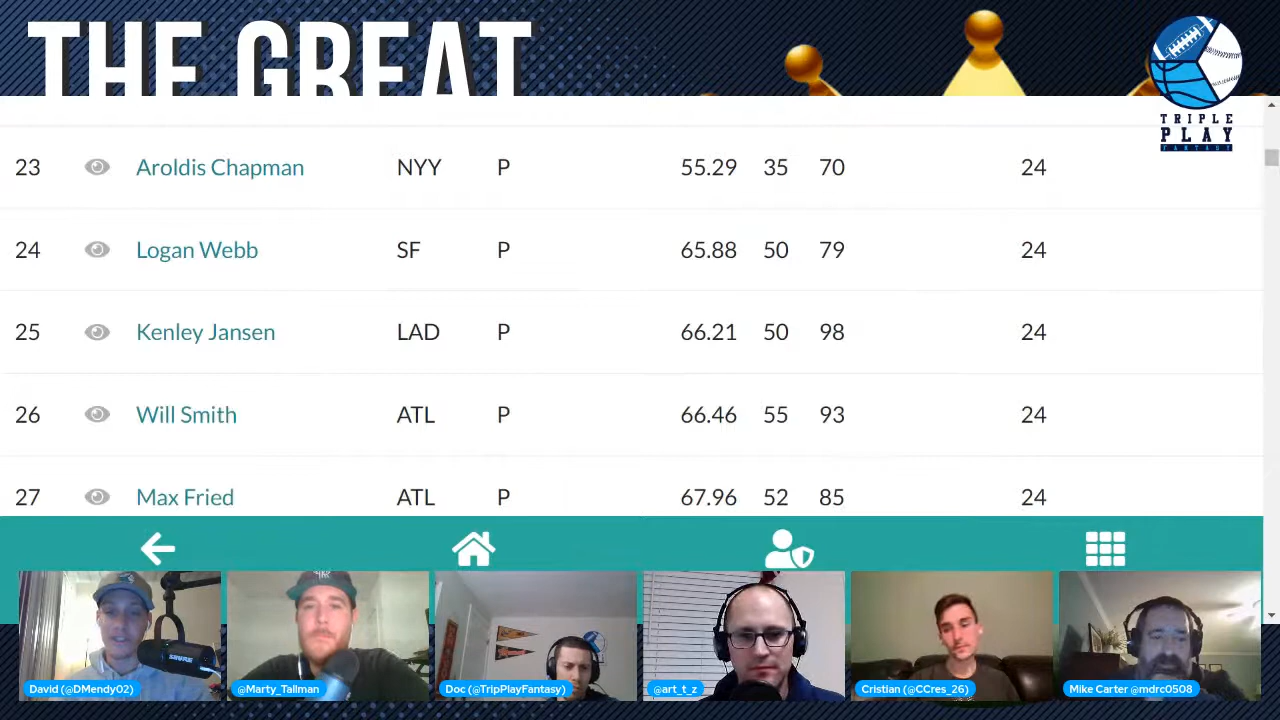 THE GREAT
TRIPLE
PLAY
FANTASY
23 Aroldis Chapman NYY P 55.29 35 70 24
24 Logan Webb SF P 65.88 50 79 24
25 Kenley Jansen LAD P 66.21 50 98 24
26 Will Smith ATL P 66.46 55 93 24
27 Max Fried ATL P 67.96 52 85 24
SHURE
David (@DMendy02)
@Marty_Tallman
Doc (@TripPlayFantasy)
@art_t_z
Cristian (@CCres_26)
Mike Carter @mdrc0508